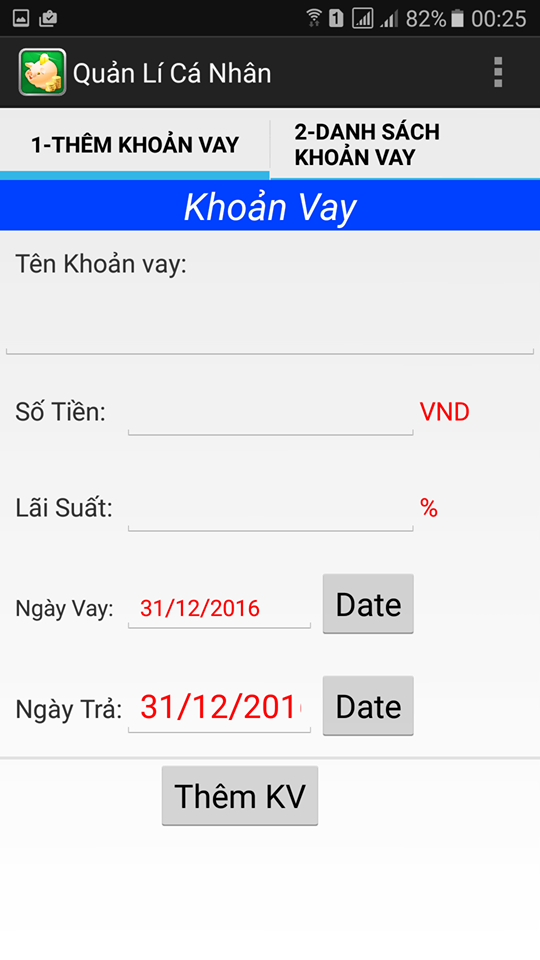 1 82% 00:25
Quản Lí Cá Nhân
1-THÊM KHOẢN VAY
2-DANH SÁCH
KHOẢN VAY
Khoản Vay
Tên Khoản vay:
Số Tiền: VND
Lãi Suất: %
Ngày Vay: 31/12/2016 Date
Ngày Trả: 31/12/201 Date
Thêm KV